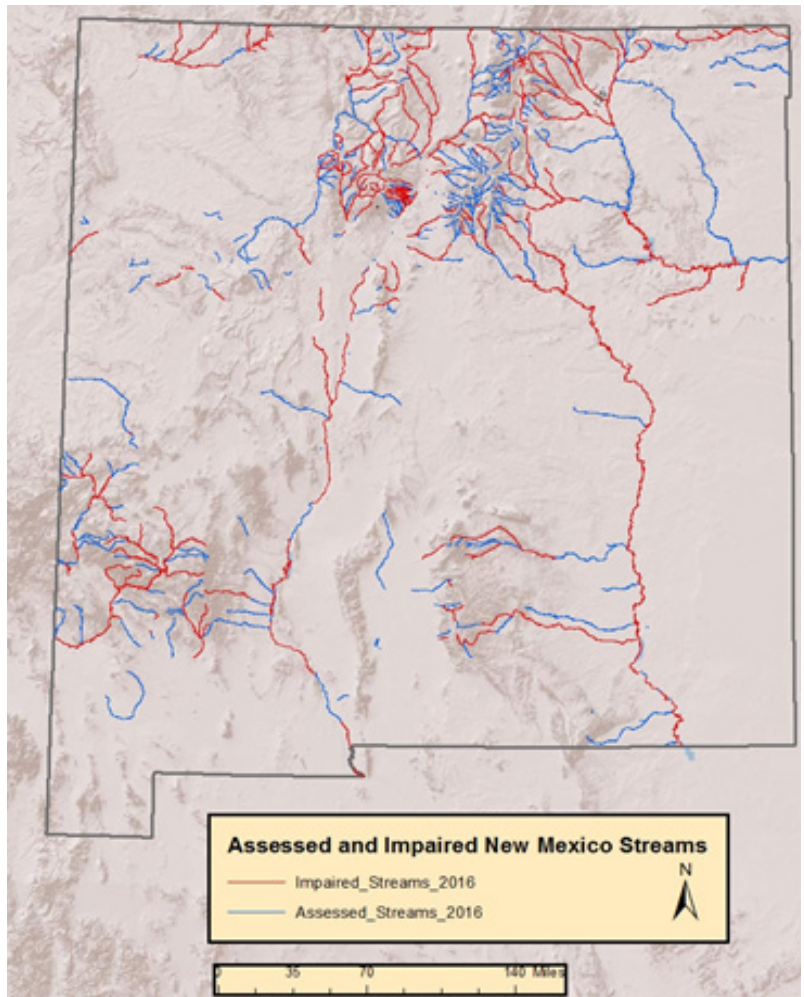 Assessed and Impaired New Mexico Streams
N
Impaired_Streams_2016
Assessed_Streams_2016
0 35 70 140 Miles